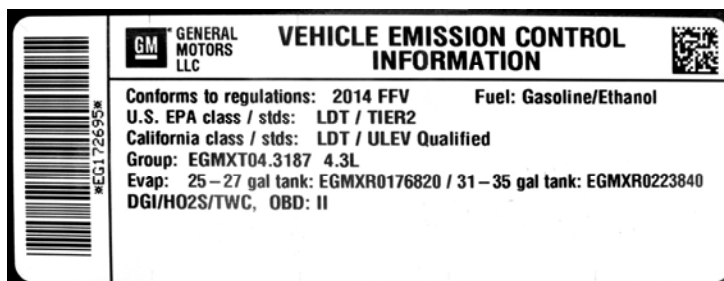 *EG172695*
GM
GENERAL
MOTORS
LLC
VEHICLE EMISSION CONTROL
INFORMATION
Conforms to regulations: 2014 FFV Fuel: Gasoline/Ethanol
U.S. EPA class / stds: LDT / TIER2
California class / stds: LDT / ULEV Qualified
Group: EGMXT04.3187 4.3L
Evap: 25–27 gal tank: EGMXR0176820 / 31–35 gal tank: EGMXR0223840
DGI/HO2S/TWC, OBD: II